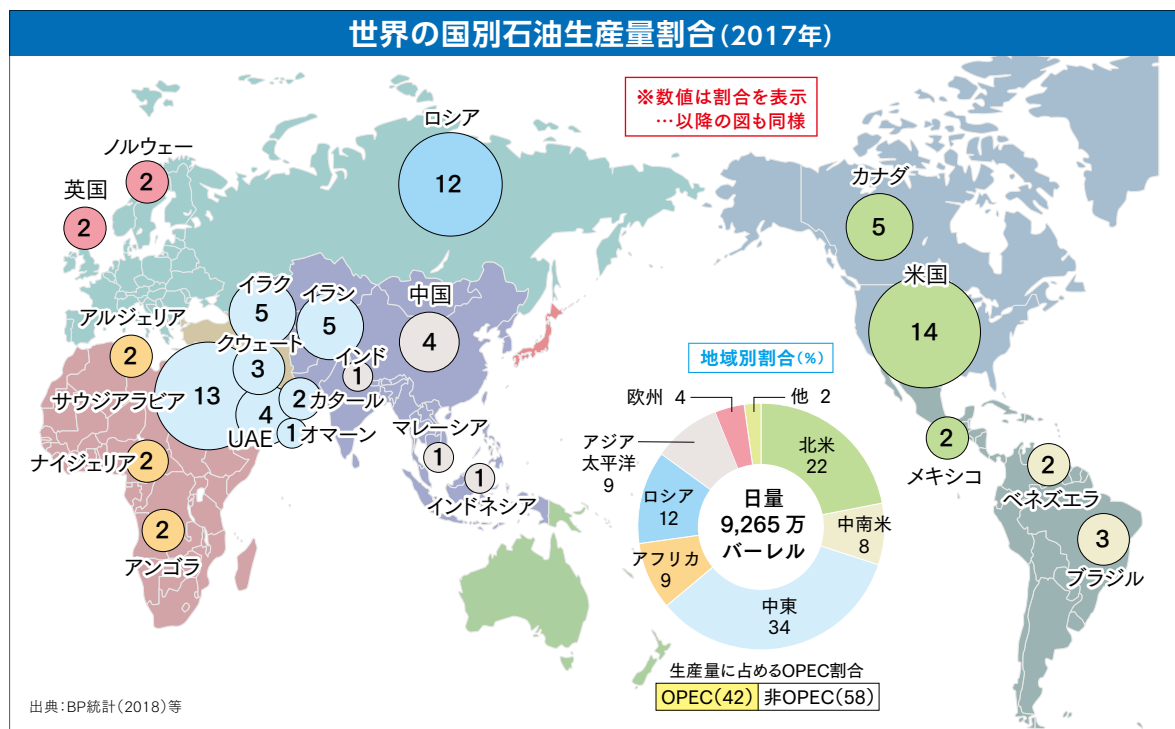 世界の国別石油生産量割合（2017年）
※数値は割合を表示
…以降の図も同様
ロシア
12
ノルウェー
2
英国
2
カナダ
5
米国
14
イラク
5
イラン
5
中国
4
アルジェリア
2
クウェート
3
インド
1
サウジアラビア
13
2
カタール
4
UAE
1
オマーン
マレーシア
1
ナイジェリア
2
1
インドネシア
2
アンゴラ
2
メキシコ
2
ベネズエラ
3
ブラジル
地域別割合（%）
欧州 4
他 2
アジア
太平洋
9
北米
22
ロシア
12
中南米
8
アフリカ
9
中東
34
日量
9,265 万
バーレル
生産量に占めるOPEC割合
OPEC（42） 非OPEC（58）
出典：BP統計（2018）等